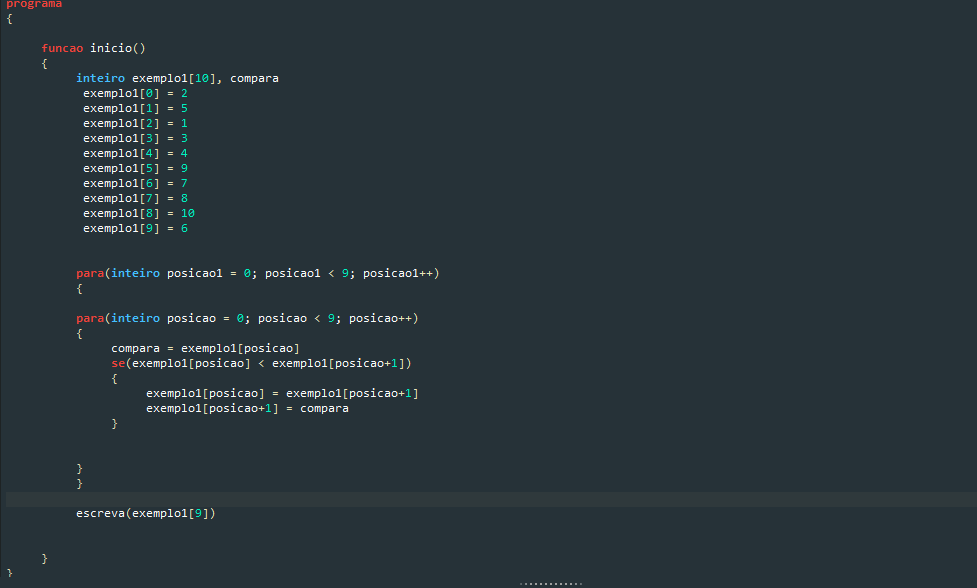 programa
{
funcao inicio()
{
inteiro exemplo1[10], compara
exemplo1[0] = 2
exemplo1[1] = 5
exemplo1[2] = 1
exemplo1[3] = 3
exemplo1[4] = 4
exemplo1[5] = 9
exemplo1[6] = 7
exemplo1[7] = 8
exemplo1[8] = 10
exemplo1[9] = 6
para(inteiro posicao1 = 0; posicao1 < 9; posicao1++)
{
para(inteiro posicao = 0; posicao < 9; posicao++)
{
compara = exemplo1[posicao]
se(exemplo1[posicao] < exemplo1[posicao+1])
{
exemplo1[posicao] = exemplo1[posicao+1]
exemplo1[posicao+1] = compara
}
}
}
escreva(exemplo1[9])
}
}